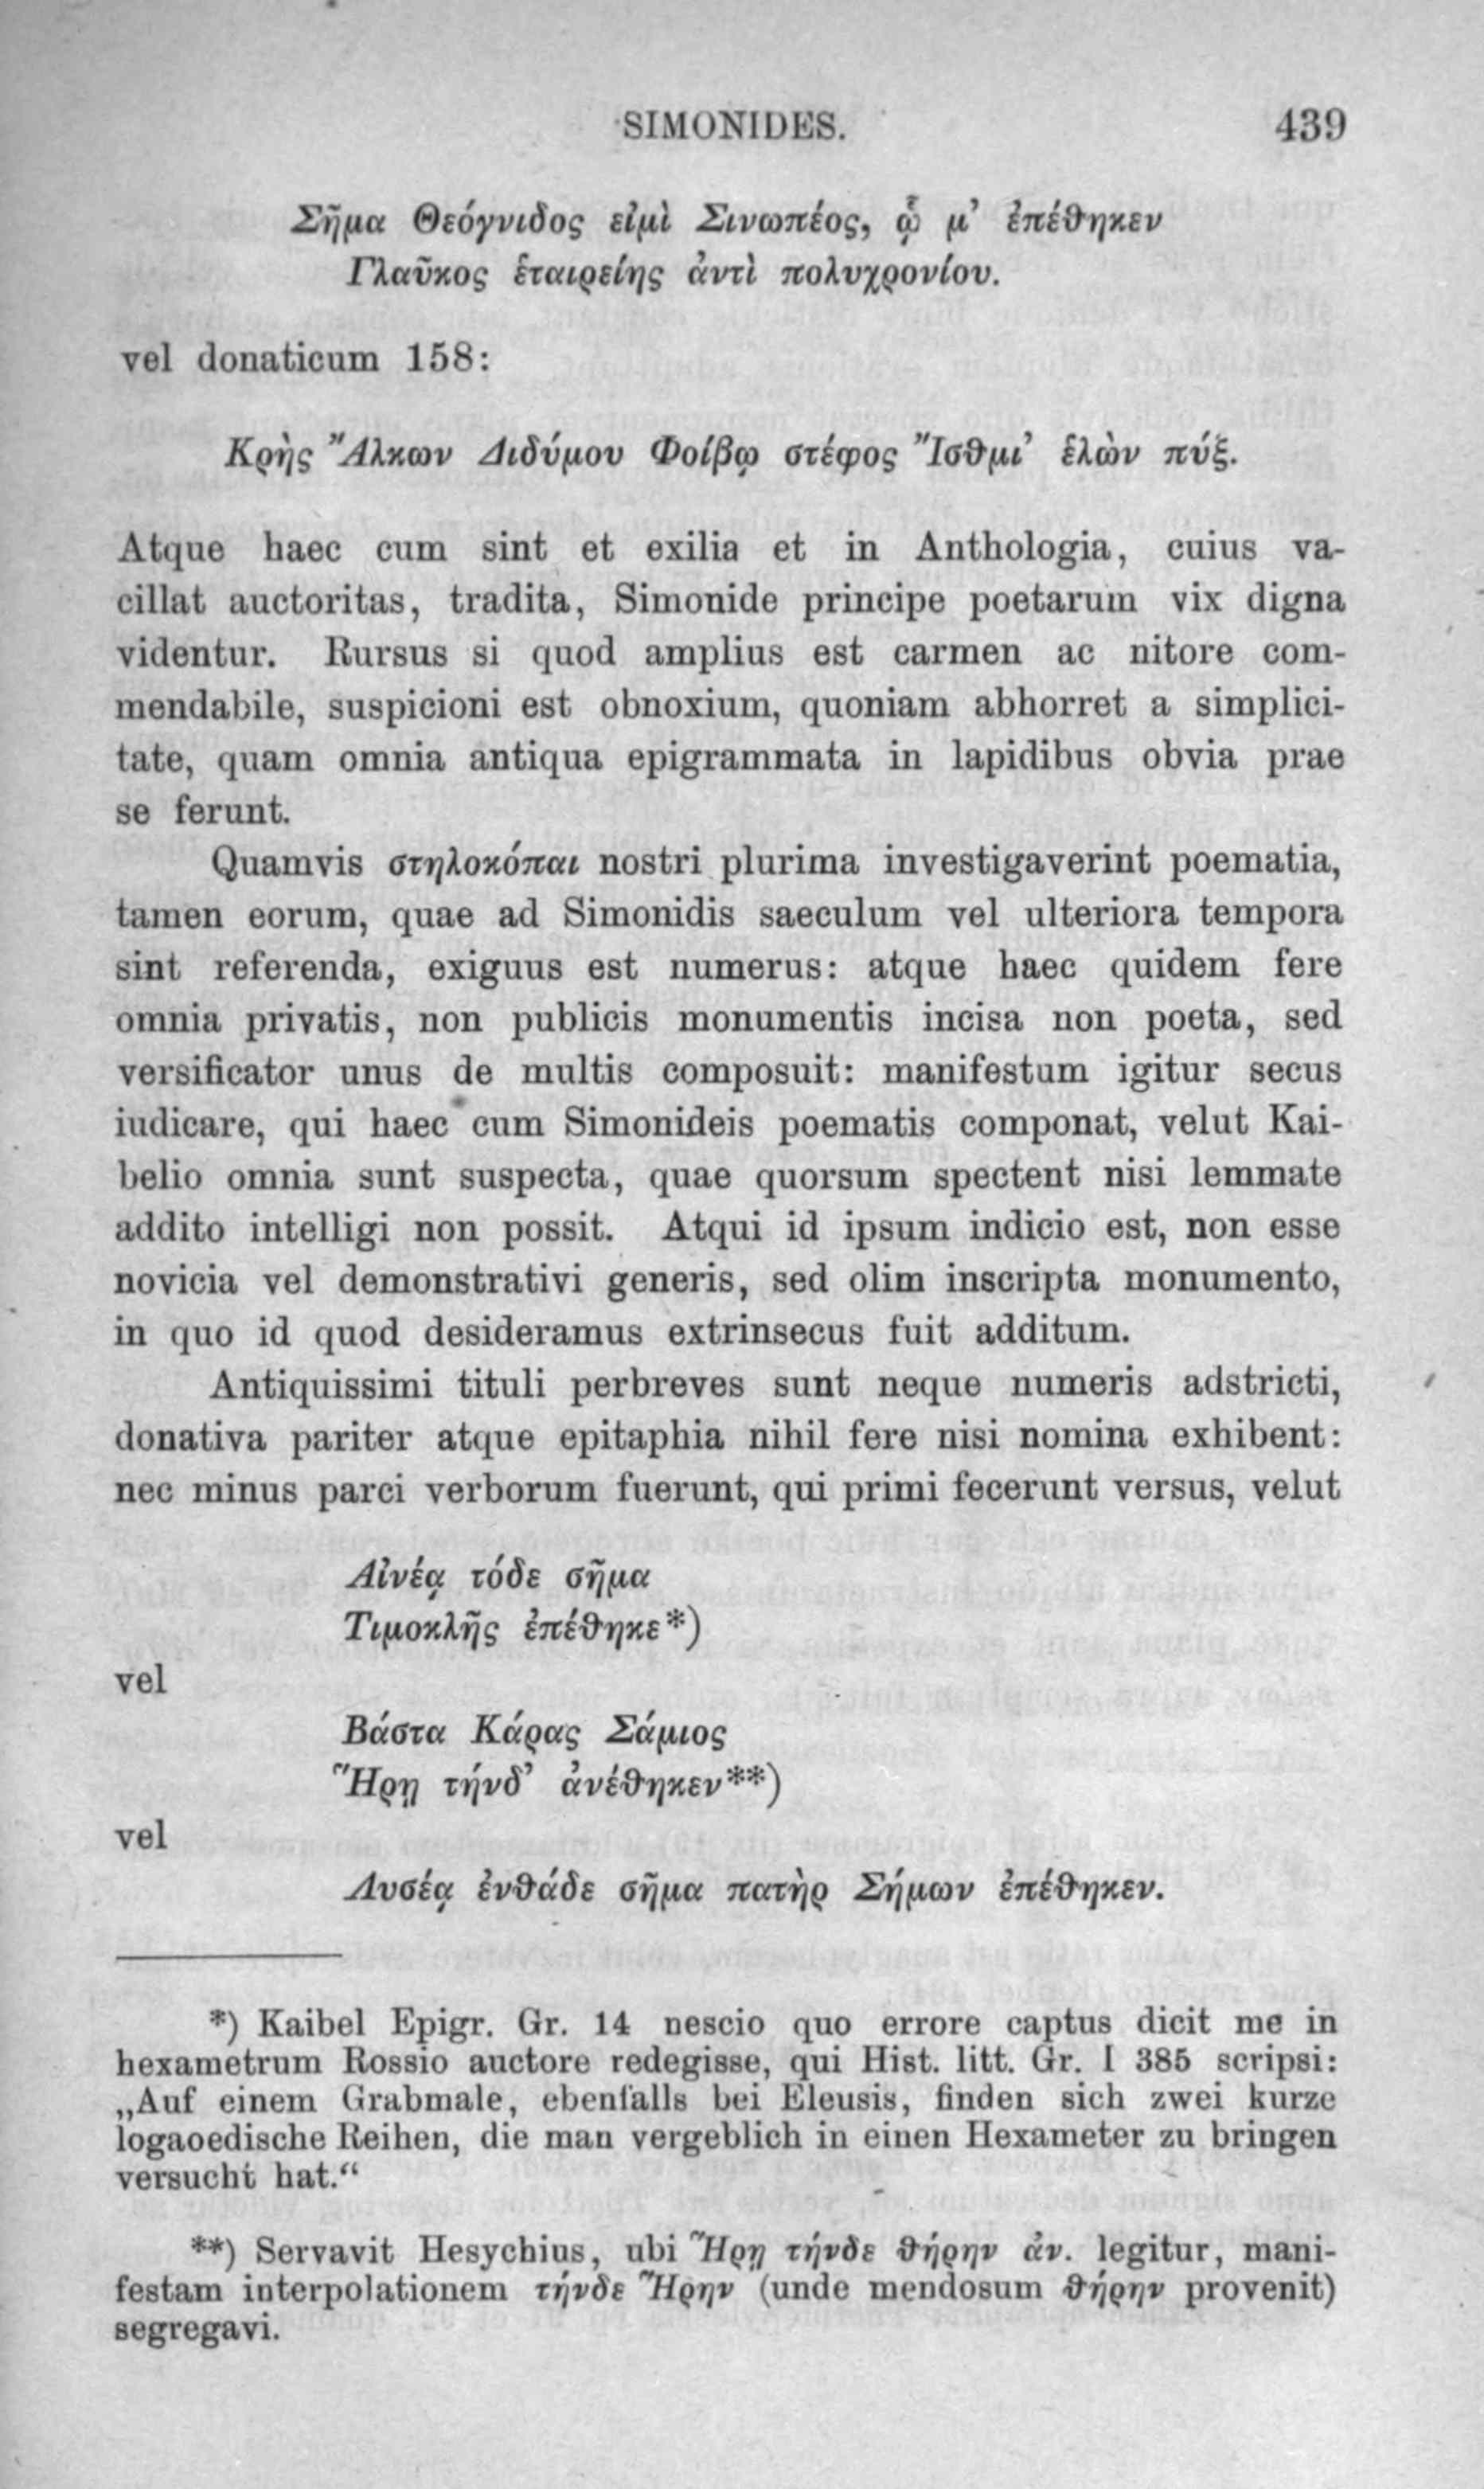 SIMONIDES. 439
Σῆμα Θεόγνιδος εἰμὶ Σινωπέος, ᾧ μ’ ἐπέθηκεν
Γλαῦκος ἑταιρείης ἀντὶ πολυχρονίου.
vel donaticum 158:
Κρὴς Ἄλκων Διδύμου Φοίβῳ στέφος Ἴσθμι’ ἑλὼν πύξ.
Atque haec cum sint et exilia et in Anthologia, cuius va-
cillat auctoritas, tradita, Simonide principe poetarum vix digna
videntur. Rursus si quod amplius est carmen ac nitore com-
mendabile, suspicioni est obnoxium, quoniam abhorret a simplici-
tate, quam omnia antiqua epigrammata in lapidibus obvia prae
se ferunt.
Quamvis στηλοκόπαι nostri plurima investigaverint poematia,
tamen eorum, quae ad Simonidis saeculum vel ulteriora tempora
sint referenda, exiguus est numerus: atque haec quidem fere
omnia privatis, non publicis monumentis incisa non poeta, sed
versificator unus de multis composuit: manifestum igitur secus
iudicare, qui haec cum Simonideis poematis componat, velut Kai-
belio omnia sunt suspecta, quae quorsum spectent nisi lemmate
addito intelligi non possit. Atqui id ipsum indicio est, non esse
novicia vel demonstrativi generis, sed olim inscripta monumento,
in quo id quod desideramus extrinsecus fuit additum.
Antiquissimi tituli perbreves sunt neque numeris adstricti,
donativa pariter atque epitaphia nihil fere nisi nomina exhibent:
nec minus parci verborum fuerunt, qui primi fecerunt versus, velut
Αἰνέᾳ τόδε σῆμα
Τιμοκλῆς ἐπέθηκε*)
vel
Βάστα Κάρας Σάμιος
Ἥρῃ τήνδ’ ἀνέθηκεν**)
vel
Λυσέᾳ ἐνθάδε σῆμα πατὴρ Σήμων ἐπέθηκεν.
*) Kaibel Epigr. Gr. 14 nescio quo errore captus dicit me in
hexametrum Rossio auctore redegisse, qui Hist. litt. Gr. I 385 scripsi:
„Auf einem Grabmale, ebenfalls bei Eleusis, finden sich zwei kurze
logaoedische Reihen, die man vergeblich in einen Hexameter zu bringen
versucht hat.“
**) Servavit Hesychius, ubi Ἥρῃ τήνδε θήρην ἀν. legitur, mani-
festam interpolationem τήνδε Ἥρην (unde mendosum θήρην provenit)
segregavi.